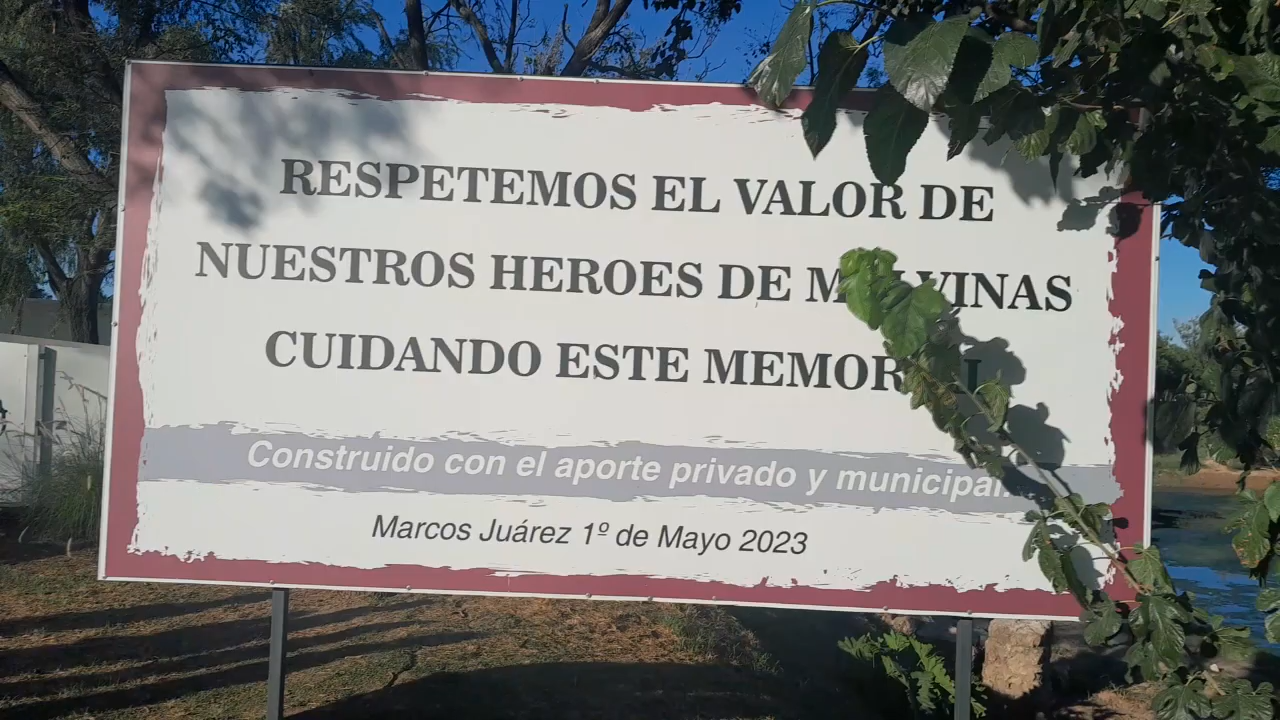 RESPETEMOS EL VALOR DE
NUESTROS HEROES DE MALVINAS
CUIDANDO ESTE MEMORIAL
Construido con el aporte privado y municipal.
Marcos Juárez 1º de Mayo 2023